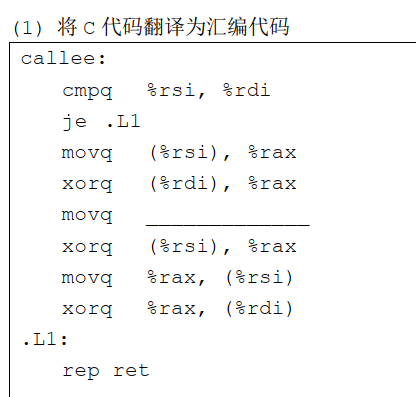 (1) 将 C 代码翻译为汇编代码
callee:
cmpq %rsi, %rdi
je .L1
movq (%rsi), %rax
xorq (%rdi), %rax
movq _____________
xorq (%rsi), %rax
movq %rax, (%rsi)
xorq %rax, (%rdi)
.L1:
rep ret